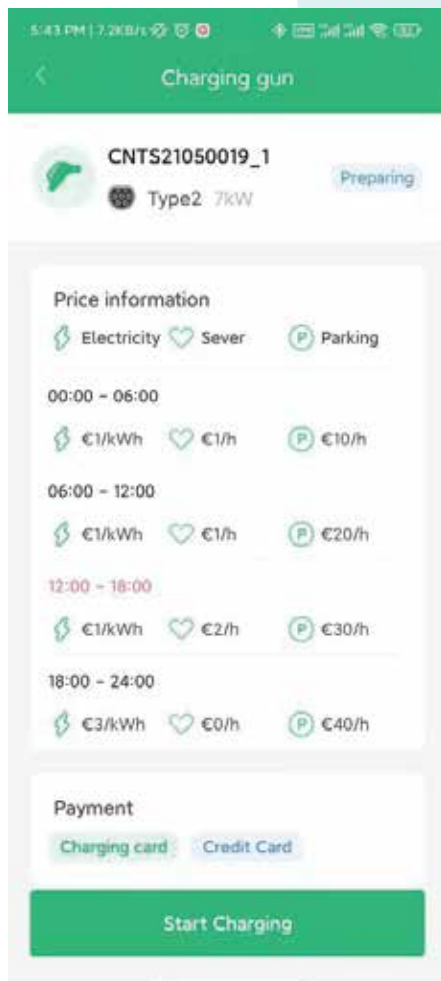 5:43 PM | 7.2KB/s
Charging gun
CNTS21050019_1
Preparing
Type2 7kW
Price information
Electricity Sever P Parking
00:00 - 06:00
€1/kWh €1/h P €10/h
06:00 - 12:00
€1/kWh €1/h P €20/h
12:00 - 18:00
€1/kWh €2/h P €30/h
18:00 - 24:00
€3/kWh €0/h P €40/h
Payment
Charging card Credit Card
Start Charging